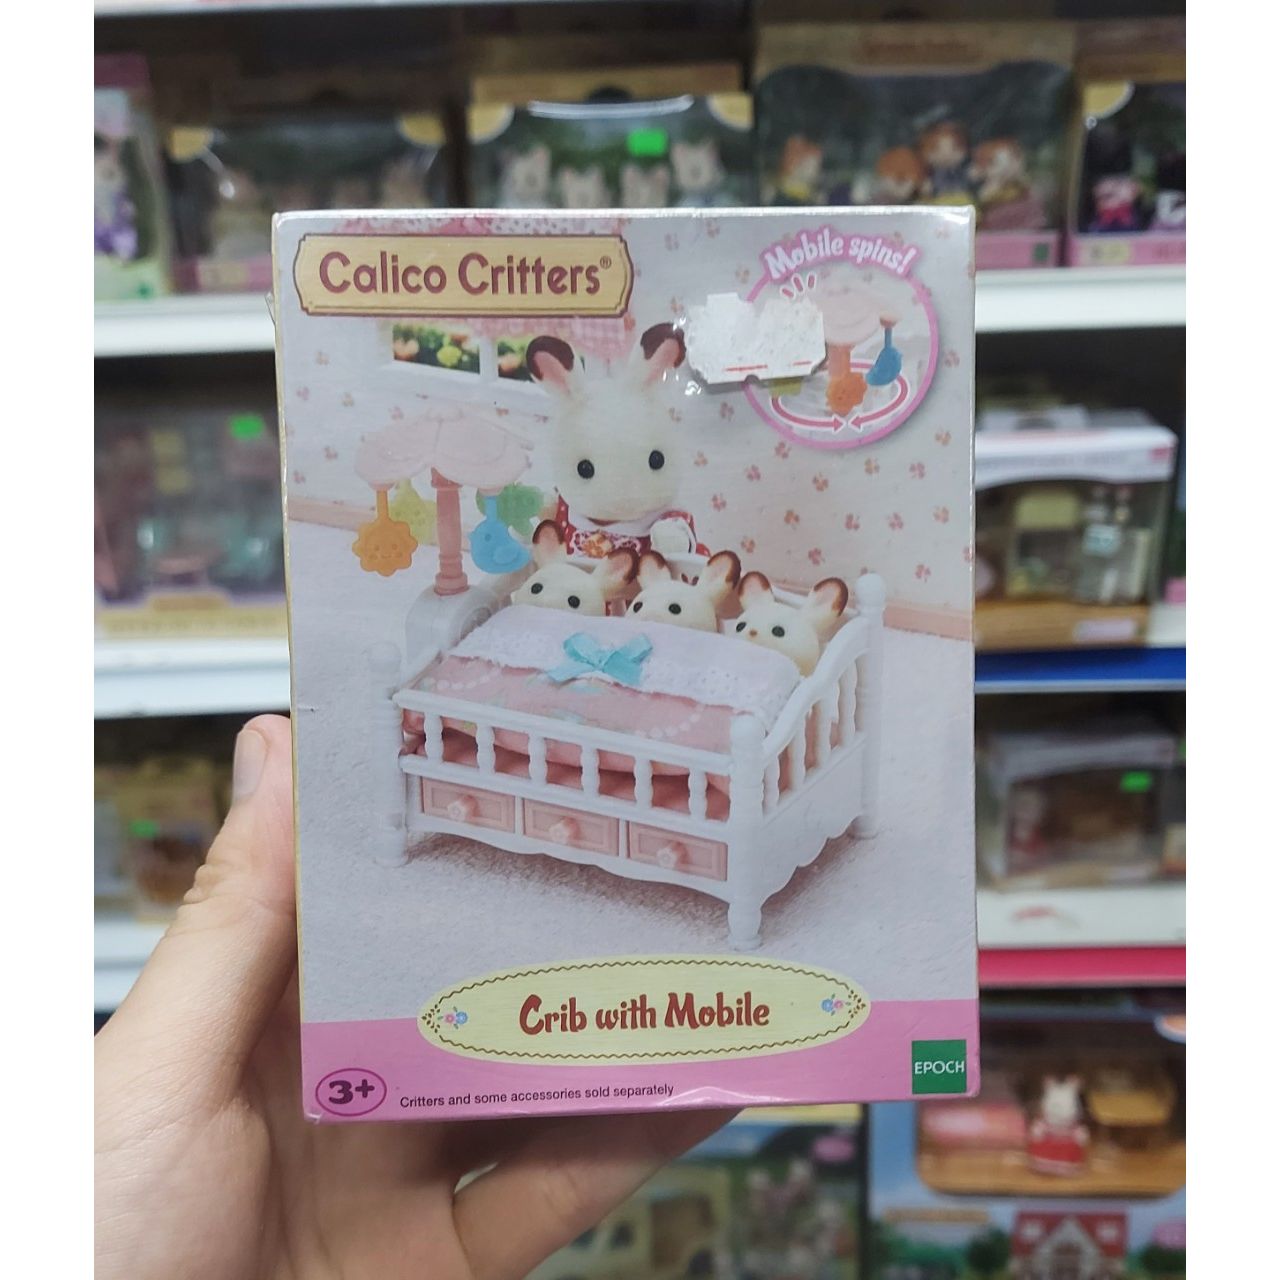 Calico Critters®
Mobile spins!
Crib with Mobile
EPOCH
3+
Critters and some accessories sold separately